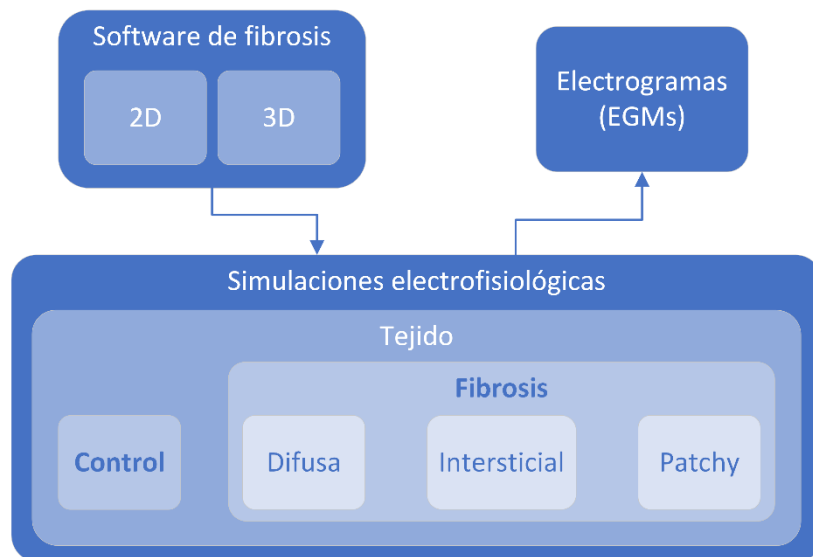 Software de fibrosis
2D
3D
Electrogramas
(EGMs)
Simulaciones electrofisiológicas
Tejido
Fibrosis
Control
Difusa
Intersticial
Patchy